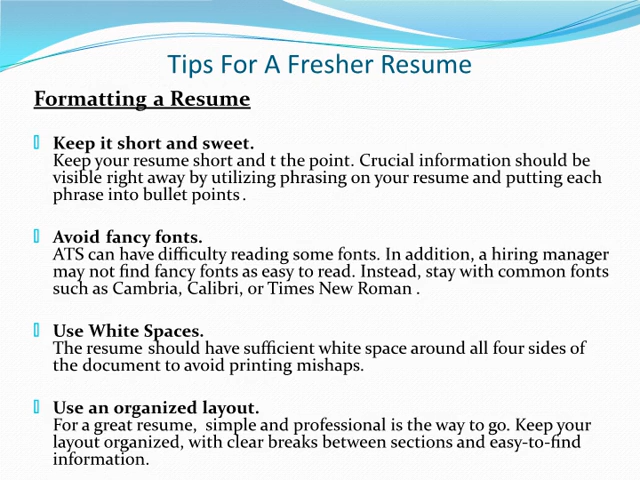 Tips For A Fresher Resume
Formatting a Resume
Keep it short and sweet.
Keep your resume short and t the point. Crucial information should be
visible right away by utilizing phrasing on your resume and putting each
phrase into bullet points .
Avoid fancy fonts.
ATS can have difficulty reading some fonts. In addition, a hiring manager
may not find fancy fonts as easy to read. Instead, stay with common fonts
such as Cambria, Calibri, or Times New Roman .
Use White Spaces.
The resume should have sufficient white space around all four sides of
the document to avoid printing mishaps.
Use an organized layout.
For a great resume,  simple and professional is the way to go. Keep your
layout organized, with clear breaks between sections and easy-to-find
information.